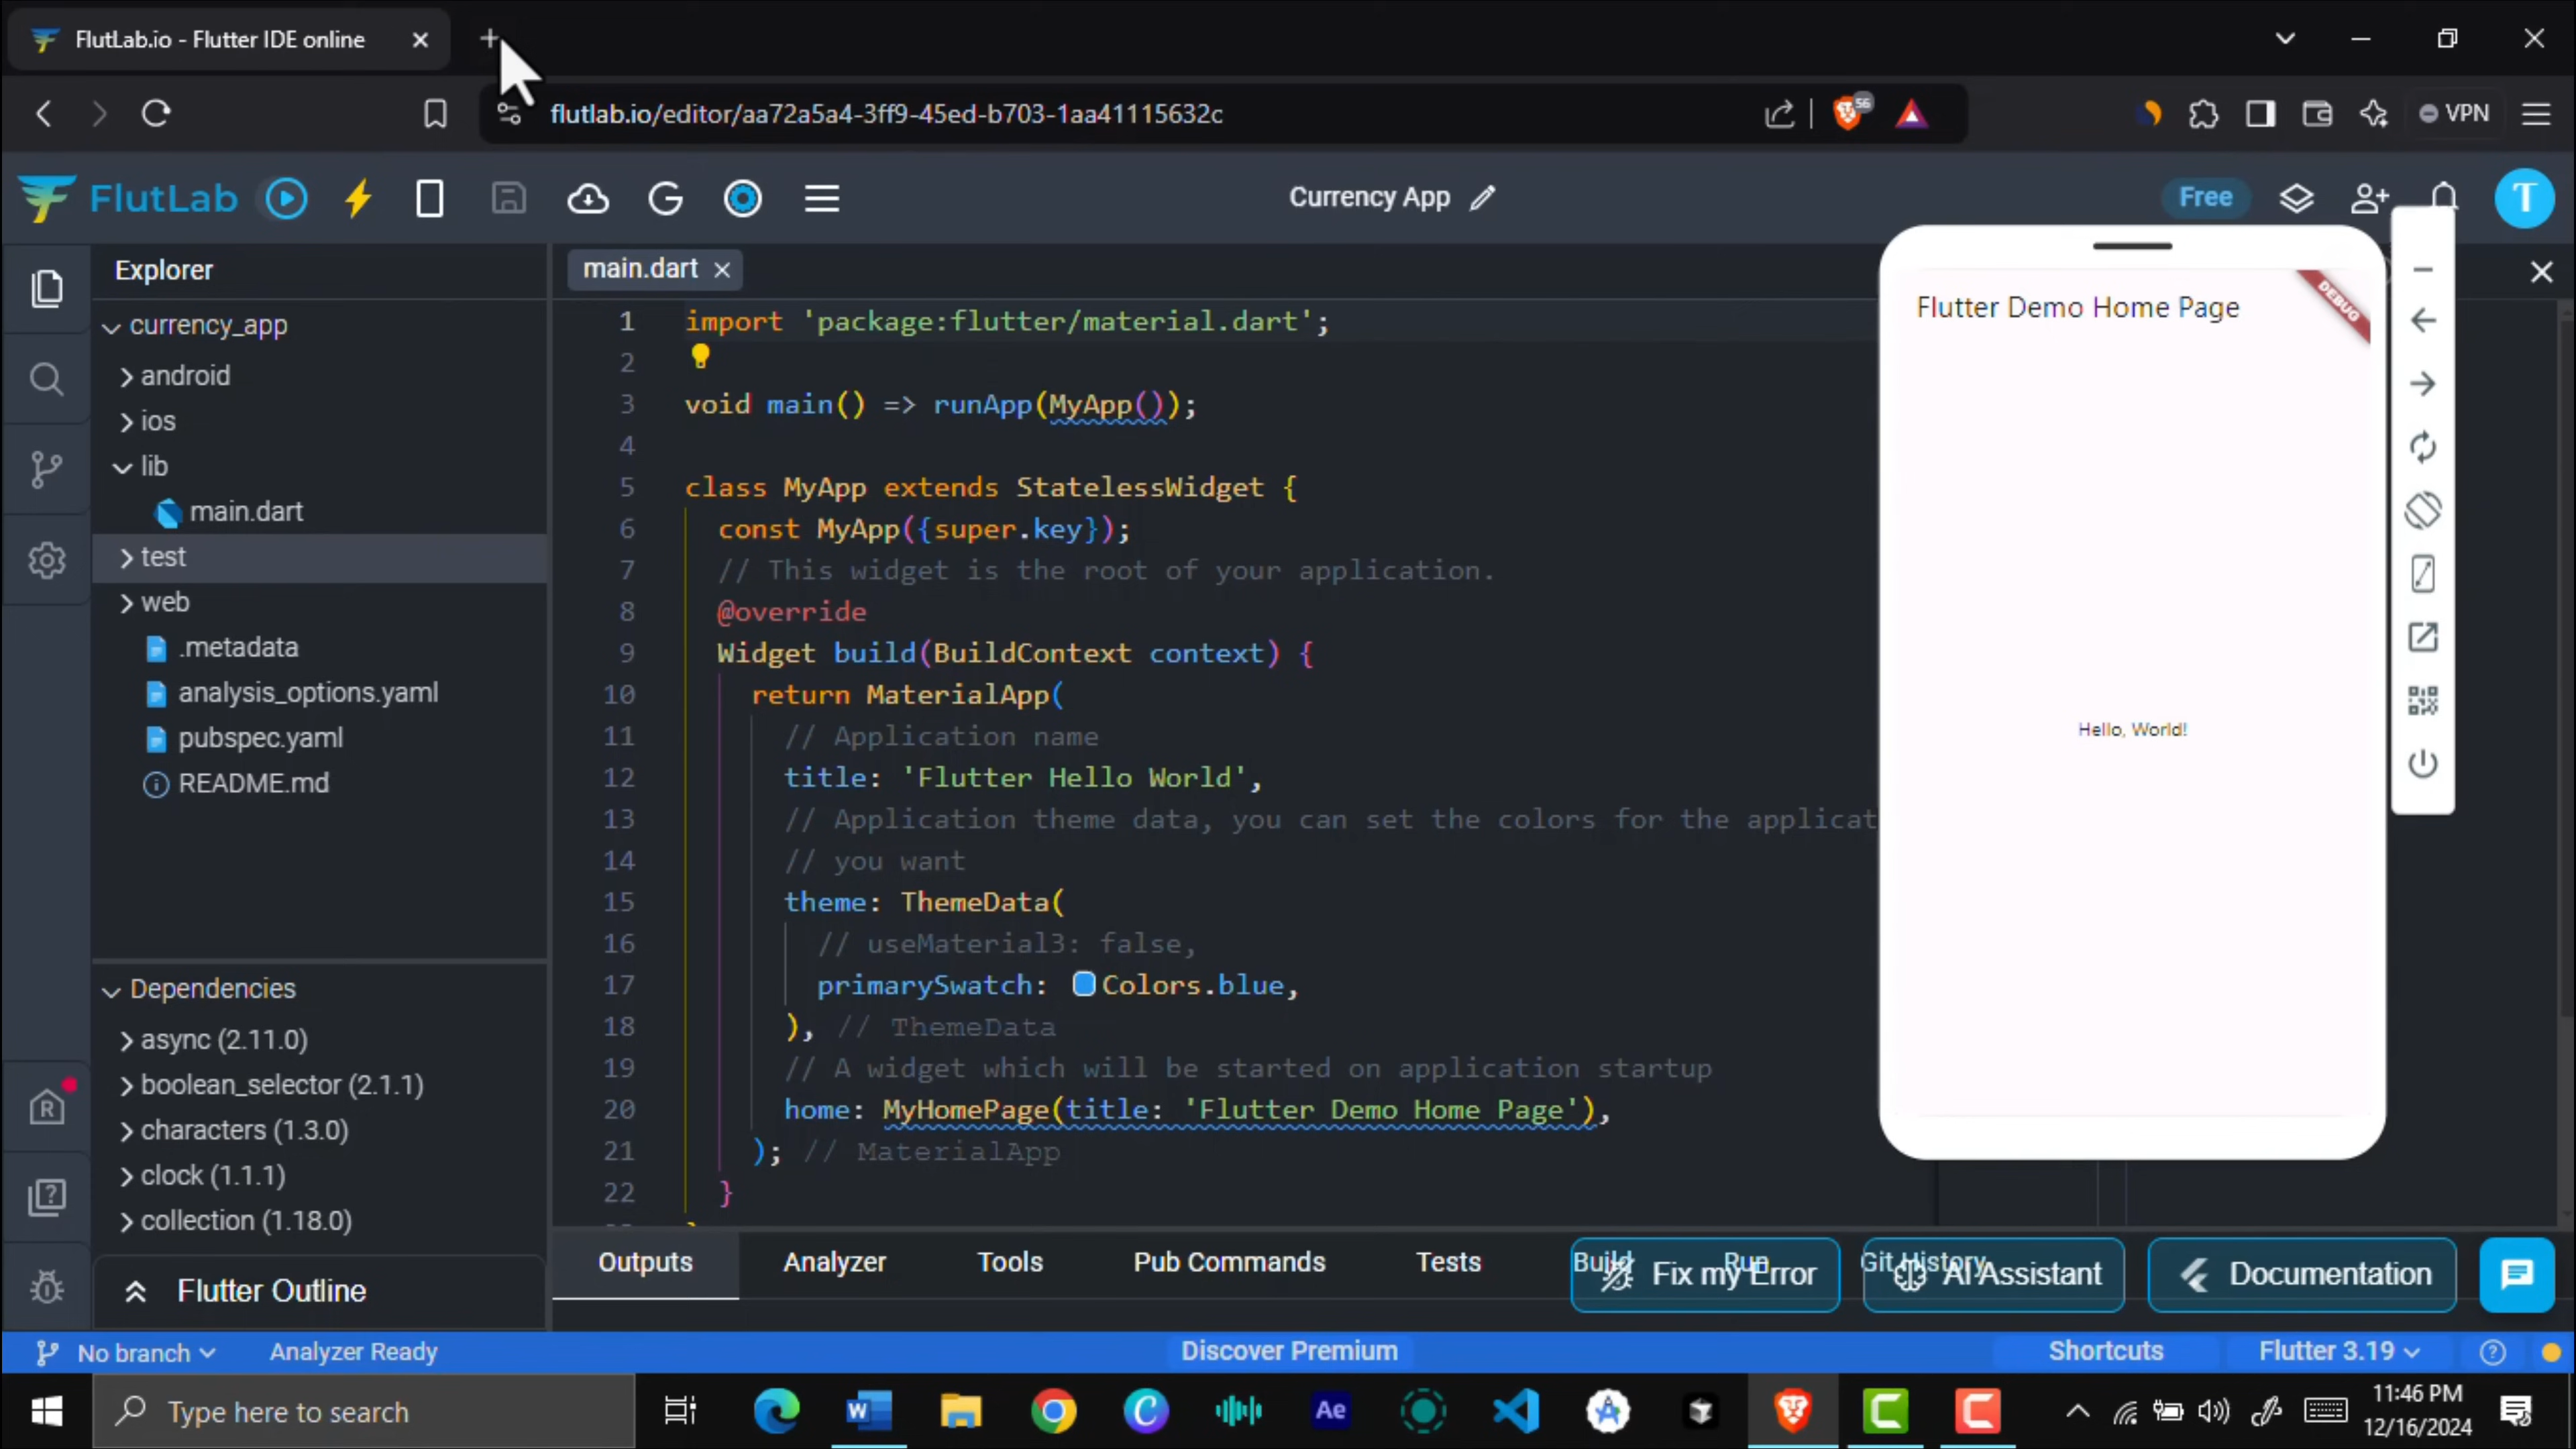 FlutLab.io - Flutter IDE online
flutlab.io/editor/aa72a5a4-3ff9-45ed-b703-1aa41115632c
56
VPN
FlutLab
Currency App
Free
T
Explorer
currency_app
android
ios
lib
main.dart
test
web
.metadata
analysis_options.yaml
pubspec.yaml
README.md
Dependencies
async (2.11.0)
boolean_selector (2.1.1)
characters (1.3.0)
clock (1.1.1)
collection (1.18.0)
Flutter Outline
main.dart
1 import 'package:flutter/material.dart';
2
3 void main() => runApp(MyApp());
4
5 class MyApp extends StatelessWidget {
6 const MyApp({super.key});
7 // This widget is the root of your application.
8 @override
9 Widget build(BuildContext context) {
10 return MaterialApp(
11 // Application name
12 title: 'Flutter Hello World',
13 // Application theme data, you can set the colors for the applicat
14 // you want
15 theme: ThemeData(
16 // useMaterial3: false,
17 primarySwatch: Colors.blue,
18 ), // ThemeData
19 // A widget which will be started on application startup
20 home: MyHomePage(title: 'Flutter Demo Home Page'),
21 ); // MaterialApp
22 }
Flutter Demo Home Page
DEBUG
Hello, World!
Outputs
Analyzer
Tools
Pub Commands
Tests
Build
Run
Git History
Fix my Error
AI Assistant
Documentation
No branch
Analyzer Ready
Discover Premium
Shortcuts
Flutter 3.19
Type here to search
Ae
11:46 PM
12/16/2024